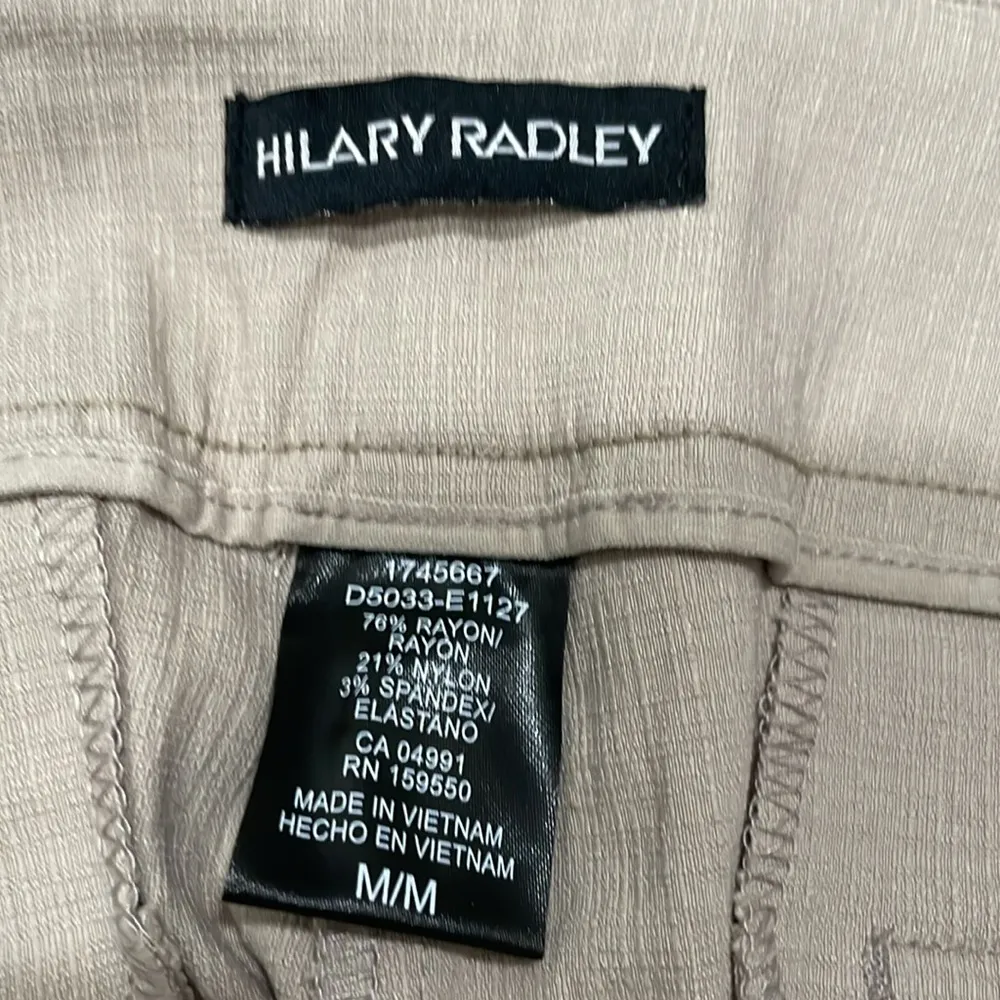 HILARY RADLEY
1745667
D5033-E1127
76% RAYON/
RAYON
21% NYLON
3% SPANDEX/
ELASTANO
CA 04991
RN 159550
MADE IN VIETNAM
HECHO EN VIETNAM
M/M